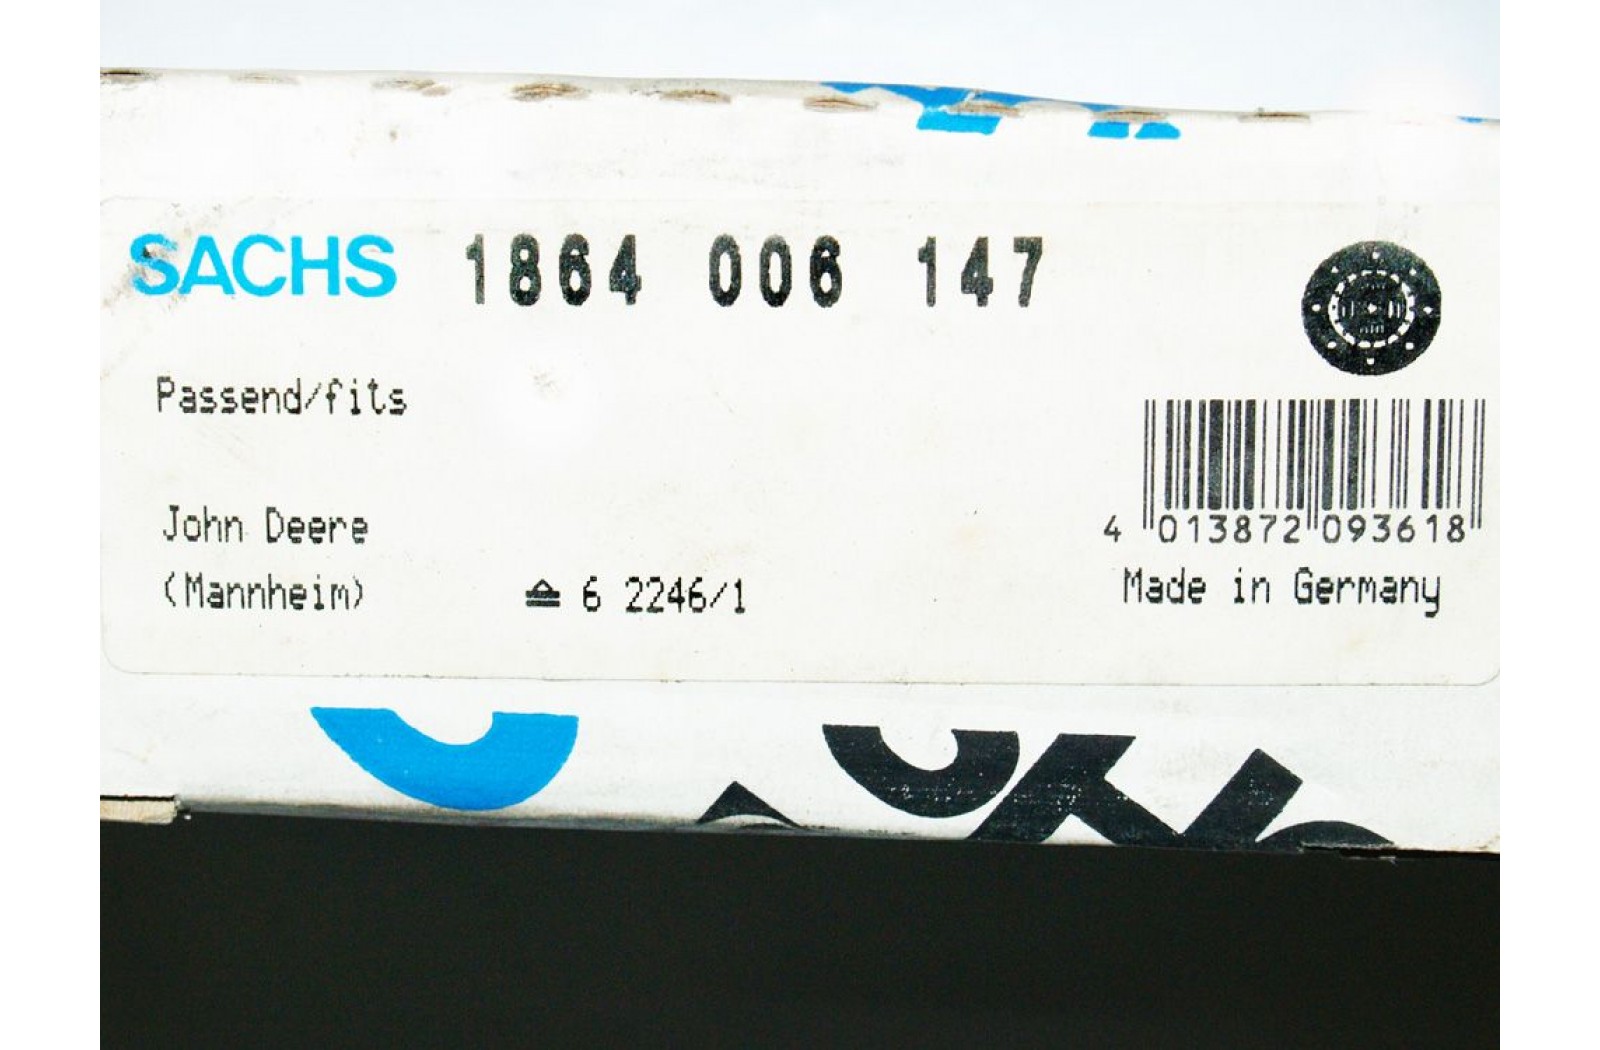 SACHS 1864 006 147
Passend/fits
John Deere
(Mannheim) ≙ 6 2246/1
4 013872 093618
Made in Germany